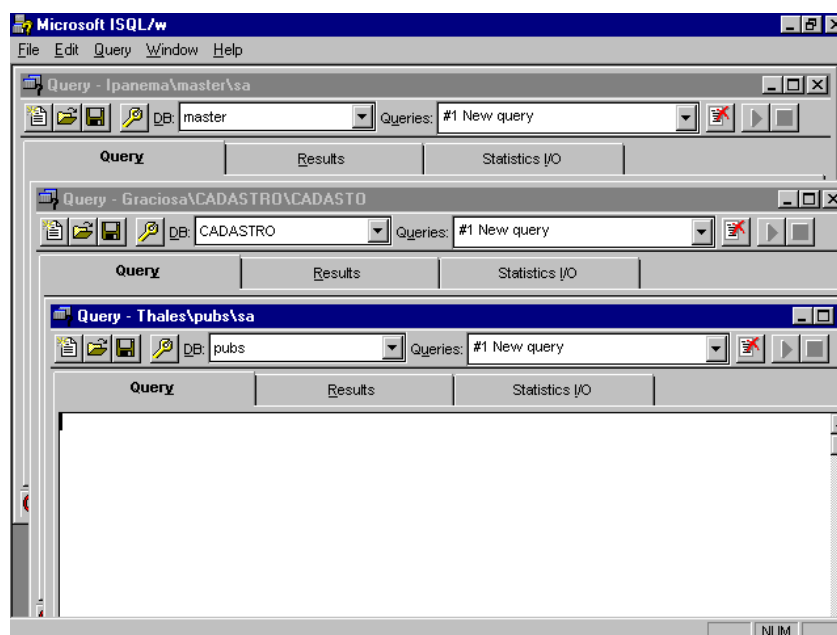 Microsoft ISQL/w
File Edit Query Window Help
Query - Ipanema\master\sa
DB: master Queries: #1 New query
Query Results Statistics I/O
Query - Graciosa\CADASTRO\CADASTO
DB: CADASTRO Queries: #1 New query
Query Results Statistics I/O
Query - Thales\pubs\sa
DB: pubs Queries: #1 New query
Query Results Statistics I/O
NUM